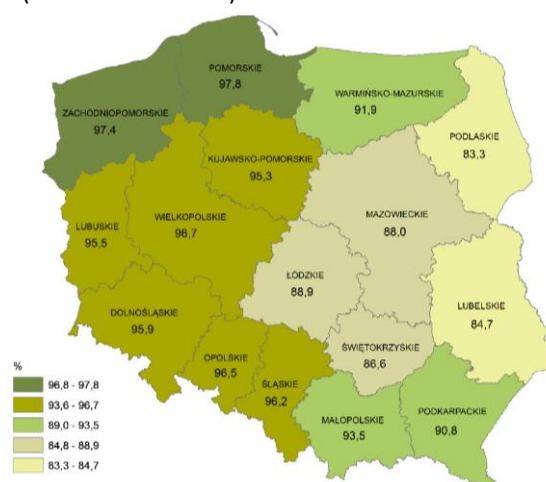 POMORSKIE
97,8
ZACHODNIOPOMORSKIE
97,4
WARMIŃSKO-MAZURSKIE
91,9
PODLASKIE
83,3
KUJAWSKO-POMORSKIE
95,3
MAZOWIECKIE
88,0
WIELKOPOLSKIE
96,7
LUBUSKIE
95,5
ŁÓDZKIE
88,9
LUBELSKIE
84,7
DOLNOŚLĄSKIE
95,9
ŚWIĘTOKRZYSKIE
86,6
OPOLSKIE
96,5
ŚLĄSKIE
96,2
MAŁOPOLSKIE
93,5
PODKARPACKIE
90,8
%
96,8 - 97,8
93,6 - 96,7
89,0 - 93,5
84,8 - 88,9
83,3 - 84,7